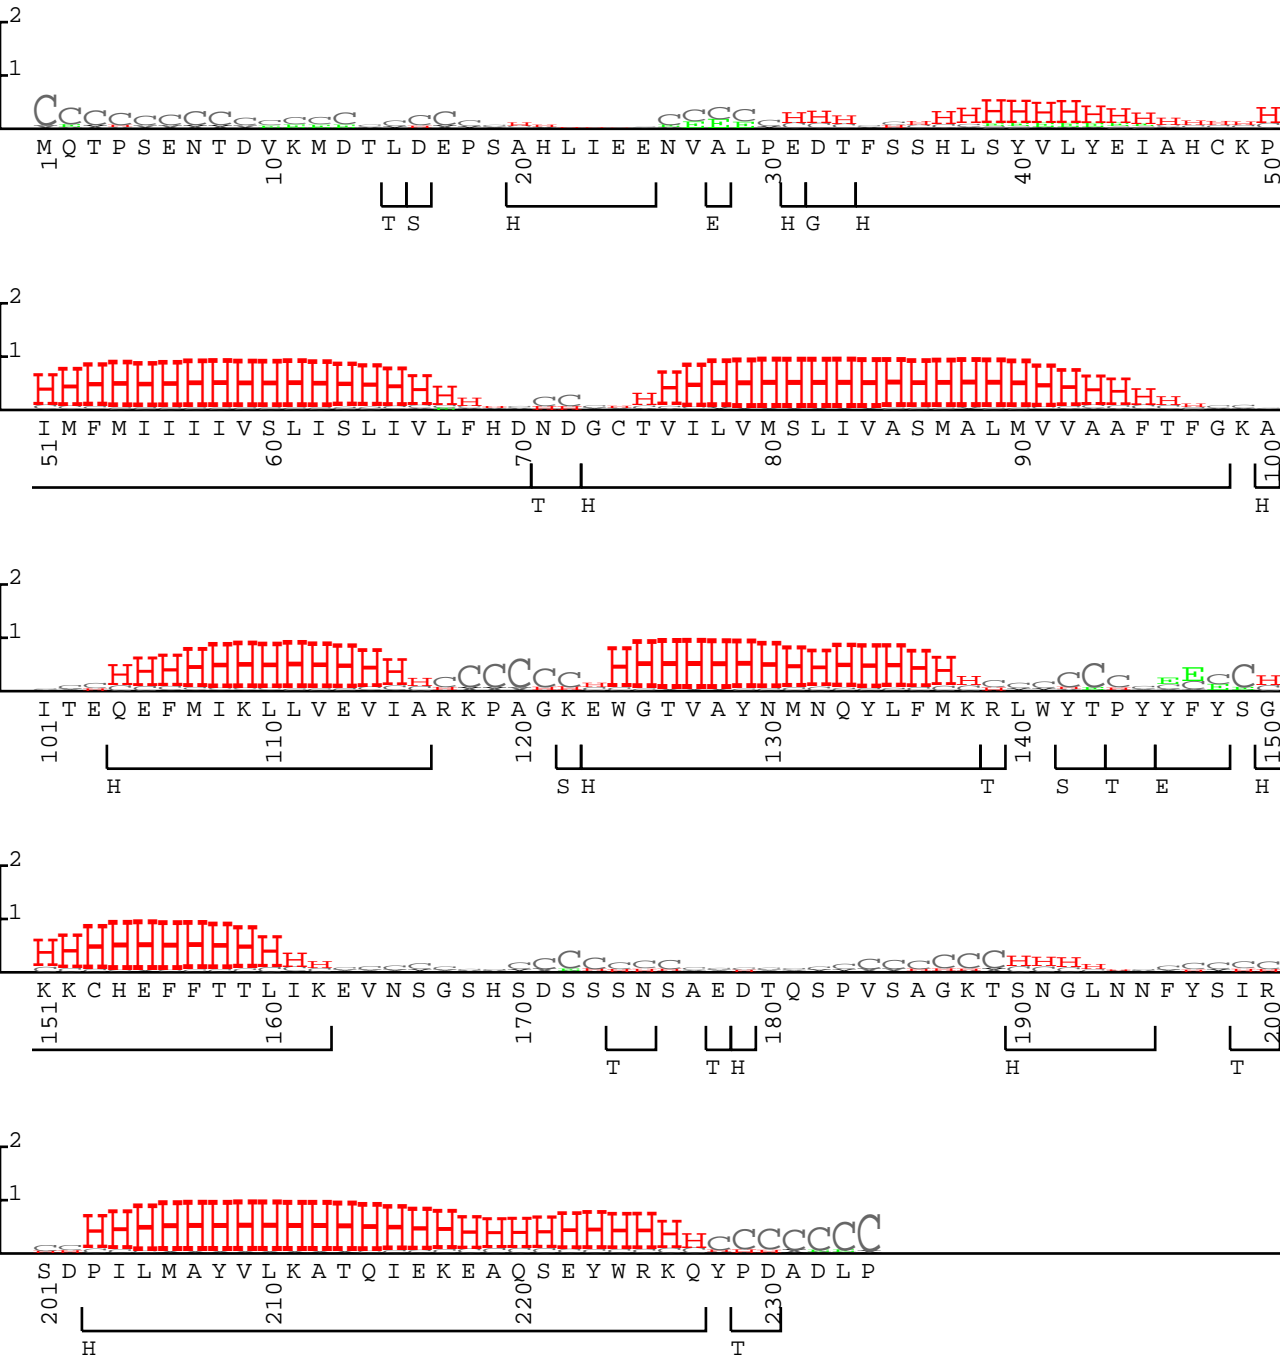 2
1
M Q T P S E N T D V K M D T L D E P S A H L I E E N V A L P E D T F S S H L S Y V L Y E I A H C K P
1 10 20 30 40 50
T S H E H G H
2
1
I M F M I I I I V S L I S L I V L F H D N D G C T V I L V M S L I V A S M A L M V V A A F T F G K A
51 60 70 80 90 100
T H H
2
1
I T E Q E F M I K L L V E V I A R K P A G K E W G T V A Y N M N Q Y L F M K R L W Y T P Y Y F Y S G
101 110 120 130 140 150
H S H T S T E H
2
1
K K C H E F F T T L I K E V N S G S H S D S S S N S A E D T Q S P V S A G K T S N G L N N F Y S I R
151 160 170 180 190 200
T T H H T
2
1
S D P I L M A Y V L K A T Q I E K E A Q S E Y W R K Q Y P D A D L P
201 210 220 230
H T